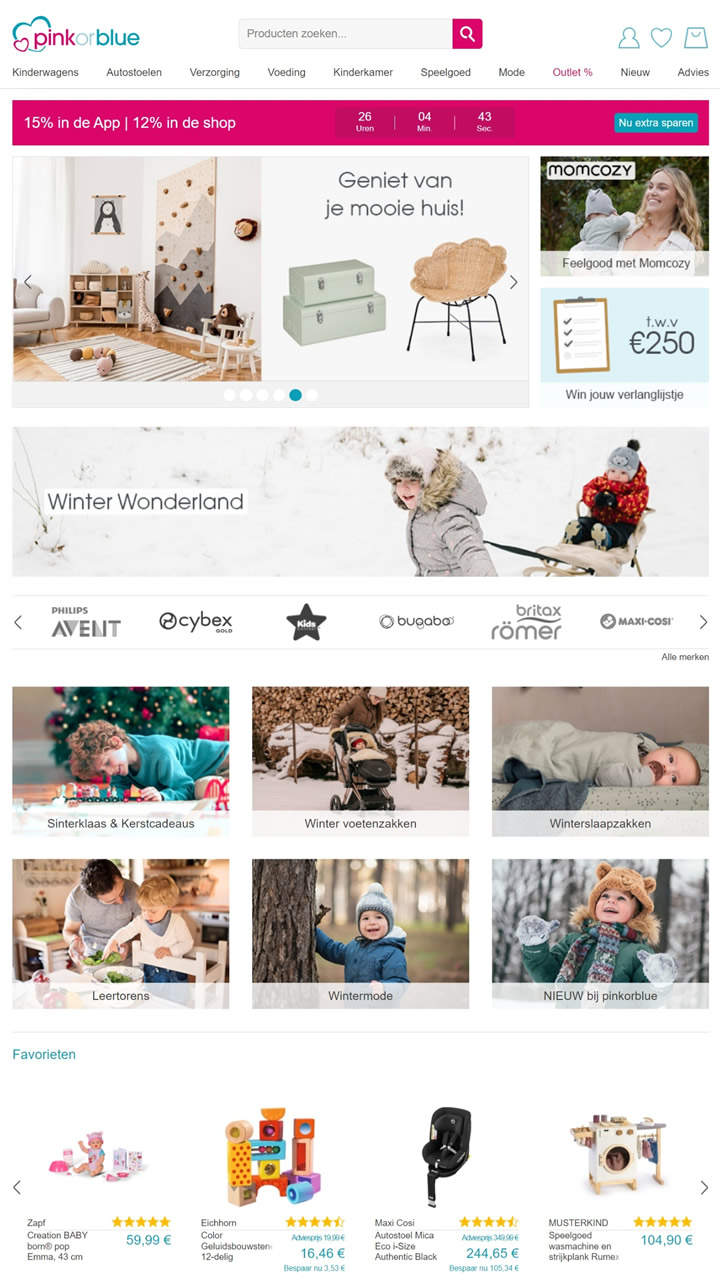 pinkorblue
Producten zoeken...
Kinderwagens Autostoelen Verzorging Voeding Kinderkamer Speelgoed Mode Outlet % Nieuw Advies
15% in de App | 12% in de shop
26 04 43
Uren Min. Sec.
Nu extra sparen
Geniet van
je mooie huis!
momcozy
Feelgood met Momcozy
t.w.v
€250
Win jouw verlanglijstje
Winter Wonderland
PHILIPS
AVENT
cybex
GOLD
Kids
bugaboo
britax
römer
MAXI-COSI
Alle merken
Sinterklaas & Kerstcadeaus
Winter voetenzakken
Winterslaapzakken
Leertorens
Wintermode
NIEUW bij pinkorblue
Favorieten
Zapf
Creation BABY
born® pop
Emma, 43 cm
59,99 €
Eichhorn
Color
Geluidsbouwsten
12-delig
Adviesprijs 19,99 €
16,46 €
Bespaar nu 3,53 €
Maxi Cosi
Autostoel Mica
Eco i-Size
Authentic Black
Adviesprijs 349,99 €
244,65 €
Bespaar nu 105,34 €
MUSTERKIND
Speelgoed
wasmachine en
strijkplank Rumex
104,90 €